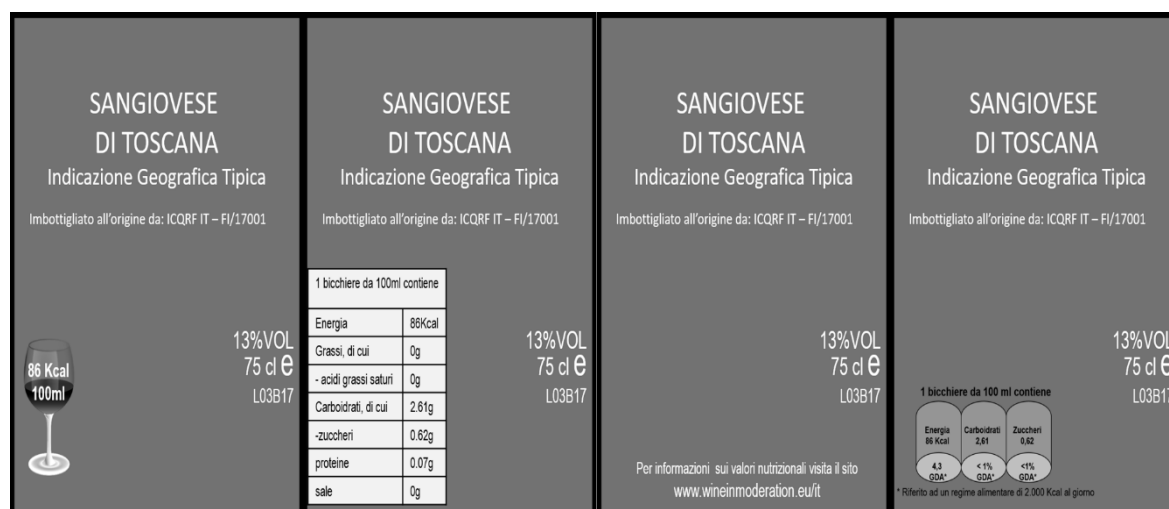 SANGIOVESE
DI TOSCANA
Indicazione Geografica Tipica
Imbottigliato all'origine da: ICQRF IT – FI/17001
86 Kcal
100ml
13%VOL
75 cl e
L03B17
SANGIOVESE
DI TOSCANA
Indicazione Geografica Tipica
Imbottigliato all'origine da: ICQRF IT – FI/17001
1 bicchiere da 100ml contiene
Energia 86Kcal
Grassi, di cui 0g
- acidi grassi saturi 0g
Carboidrati, di cui 2.61g
-zuccheri 0.62g
proteine 0.07g
sale 0g
13%VOL
75 cl e
L03B17
SANGIOVESE
DI TOSCANA
Indicazione Geografica Tipica
Imbottigliato all'origine da: ICQRF IT – FI/17001
13%VOL
75 cl e
L03B17
Per informazioni sui valori nutrizionali visita il sito
www.wineinmoderation.eu/it
SANGIOVESE
DI TOSCANA
Indicazione Geografica Tipica
Imbottigliato all'origine da: ICQRF IT – FI/17001
13%VOL
75 cl e
L03B17
1 bicchiere da 100 ml contiene
Energia Carboidrati Zuccheri
86 Kcal 2,61 0,62
4,3 < 1% <1%
GDA* GDA* GDA*
* Riferito ad un regime alimentare di 2.000 Kcal al giorno